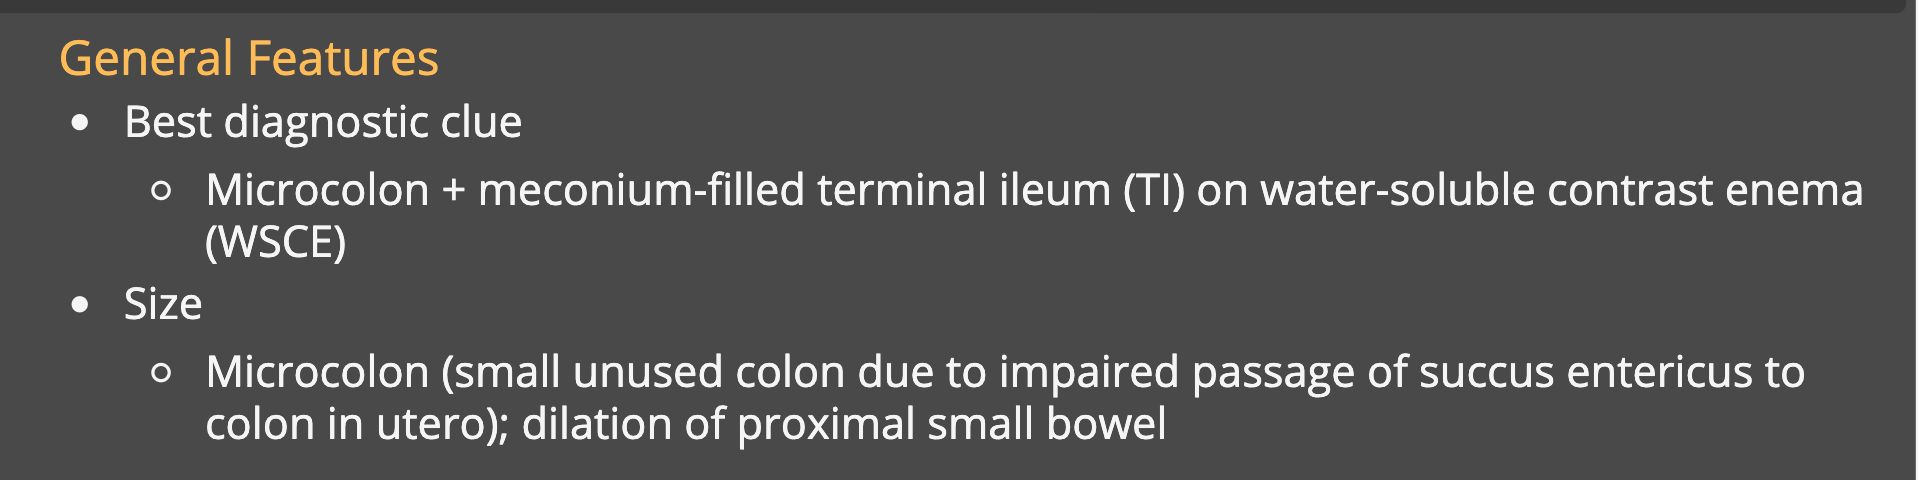 General Features
• Best diagnostic clue
○ Microcolon + meconium-filled terminal ileum (TI) on water-soluble contrast enema
(WSCE)
• Size
○ Microcolon (small unused colon due to impaired passage of succus entericus to
colon in utero); dilation of proximal small bowel